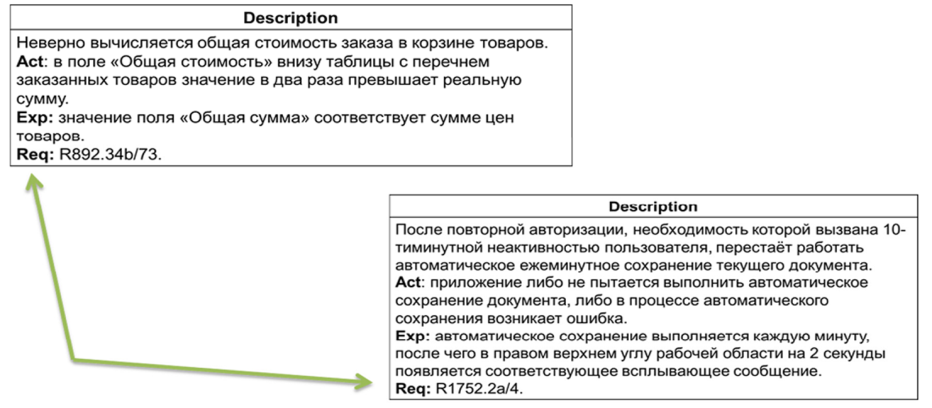 Description
Неверно вычисляется общая стоимость заказа в корзине товаров.
Act: в поле «Общая стоимость» внизу таблицы с перечнем
заказанных товаров значение в два раза превышает реальную
сумму.
Exp: значение поля «Общая сумма» соответствует сумме цен
товаров.
Req: R892.34b/73.
Description
После повторной авторизации, необходимость которой вызвана 10-
тиминутной неактивностью пользователя, перестаёт работать
автоматическое ежеминутное сохранение текущего документа.
Act: приложение либо не пытается выполнить автоматическое
сохранение документа, либо в процессе автоматического
сохранения возникает ошибка.
Exp: автоматическое сохранение выполняется каждую минуту,
после чего в правом верхнем углу рабочей области на 2 секунды
появляется соответствующее всплывающее сообщение.
Req: R1752.2a/4.